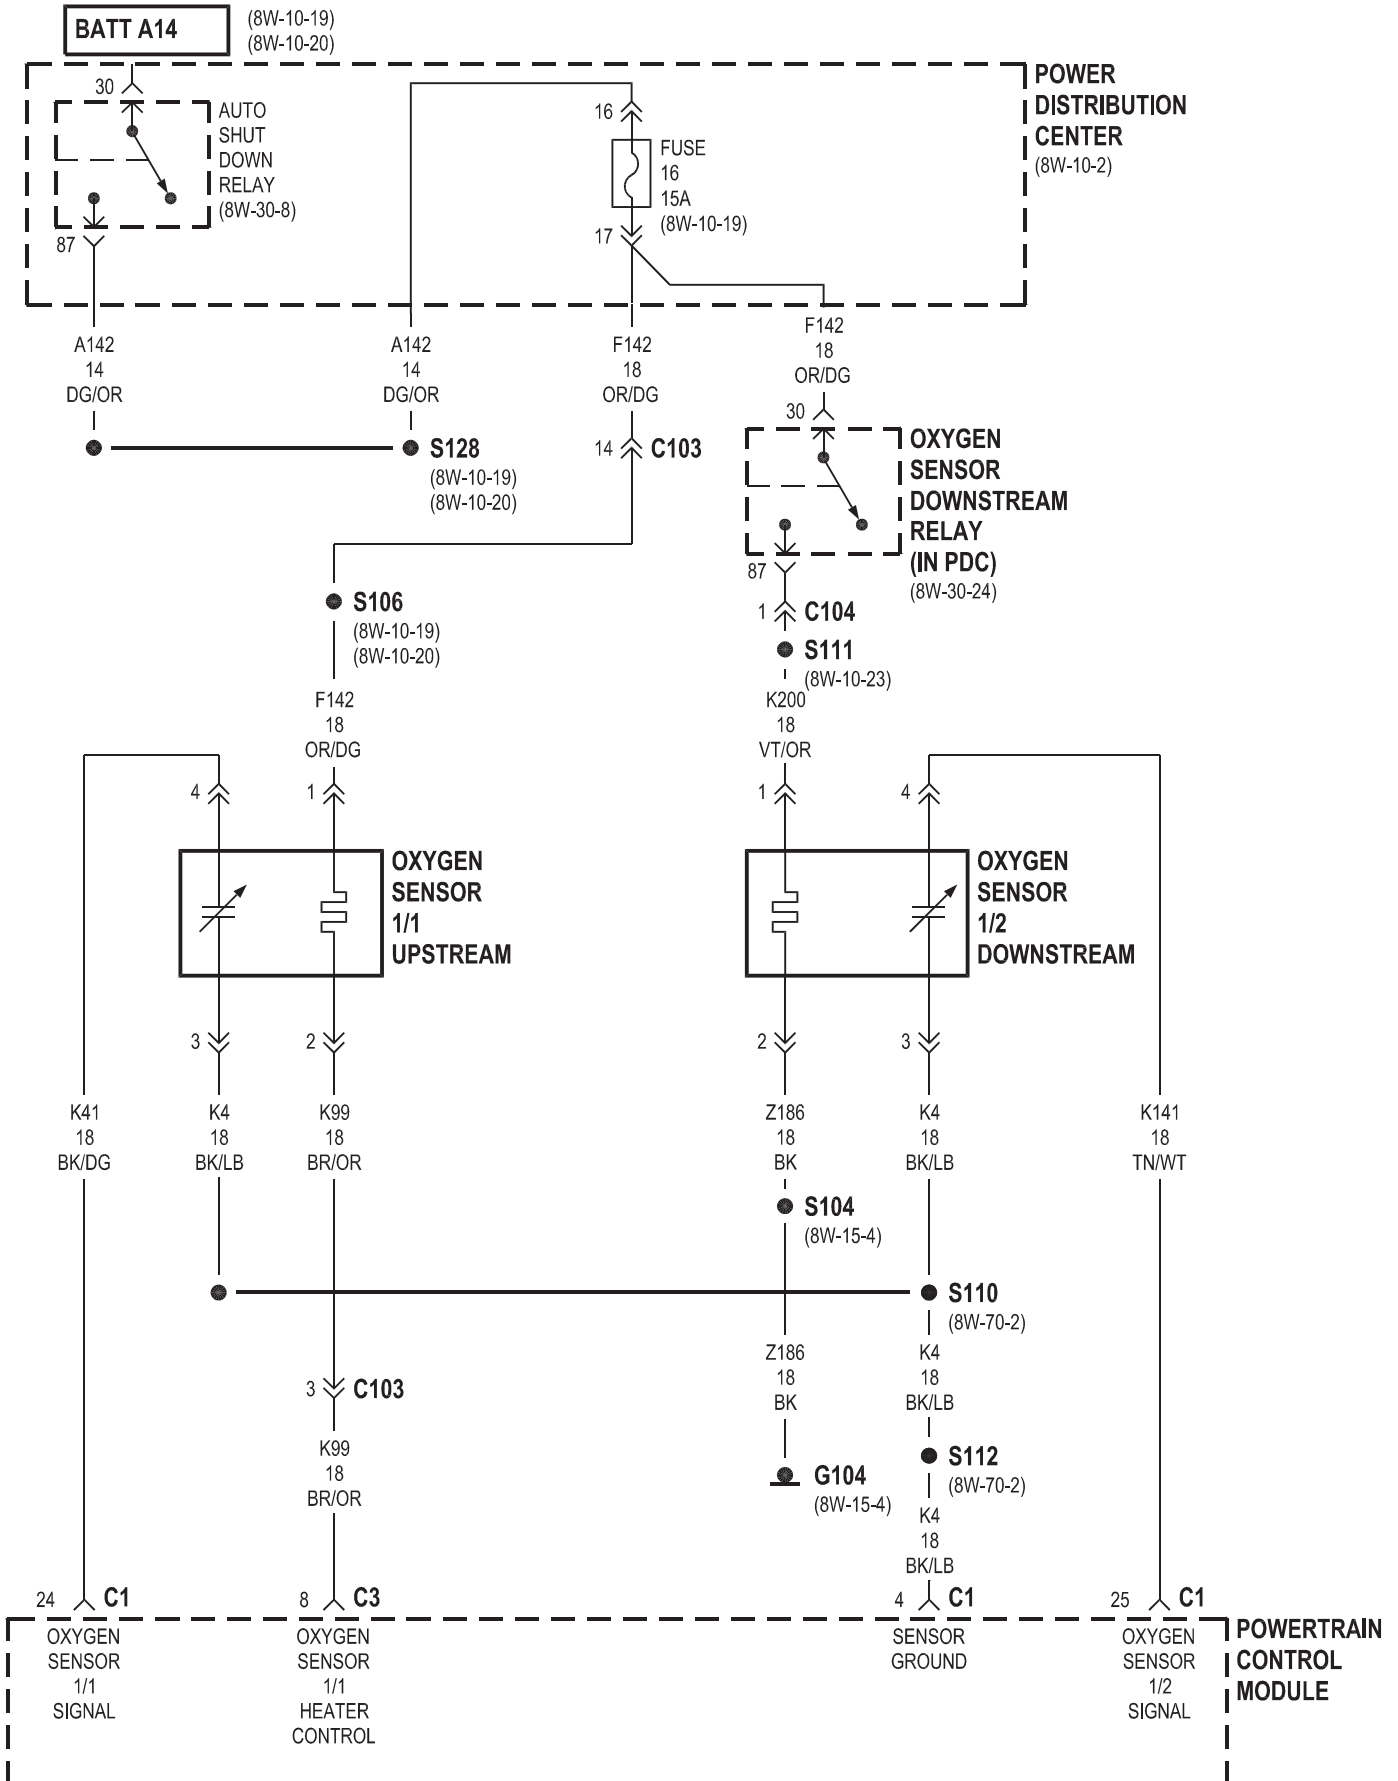 BATT A14
(8W-10-19)
(8W-10-20)
POWER
DISTRIBUTION
CENTER
(8W-10-2)
30
AUTO
SHUT
DOWN
RELAY
(8W-30-8)
87
16
FUSE
16
15A
(8W-10-19)
17
A142
14
DG/OR
A142
14
DG/OR
F142
18
OR/DG
F142
18
OR/DG
S128
(8W-10-19)
(8W-10-20)
14
C103
30
OXYGEN
SENSOR
DOWNSTREAM
RELAY
(IN PDC)
(8W-30-24)
87
1
C104
S111
(8W-10-23)
K200
18
VT/OR
S106
(8W-10-19)
(8W-10-20)
F142
18
OR/DG
4
1
1
4
OXYGEN
SENSOR
1/1
UPSTREAM
OXYGEN
SENSOR
1/2
DOWNSTREAM
3
2
2
3
K41
18
BK/DG
K4
18
BK/LB
K99
18
BR/OR
Z186
18
BK
K4
18
BK/LB
K141
18
TN/WT
S104
(8W-15-4)
S110
(8W-70-2)
Z186
18
BK
K4
18
BK/LB
3
C103
K99
18
BR/OR
G104
(8W-15-4)
S112
(8W-70-2)
K4
18
BK/LB
24
C1
8
C3
4
C1
25
C1
OXYGEN
SENSOR
1/1
SIGNAL
OXYGEN
SENSOR
1/1
HEATER
CONTROL
SENSOR
GROUND
OXYGEN
SENSOR
1/2
SIGNAL
POWERTRAIN
CONTROL
MODULE